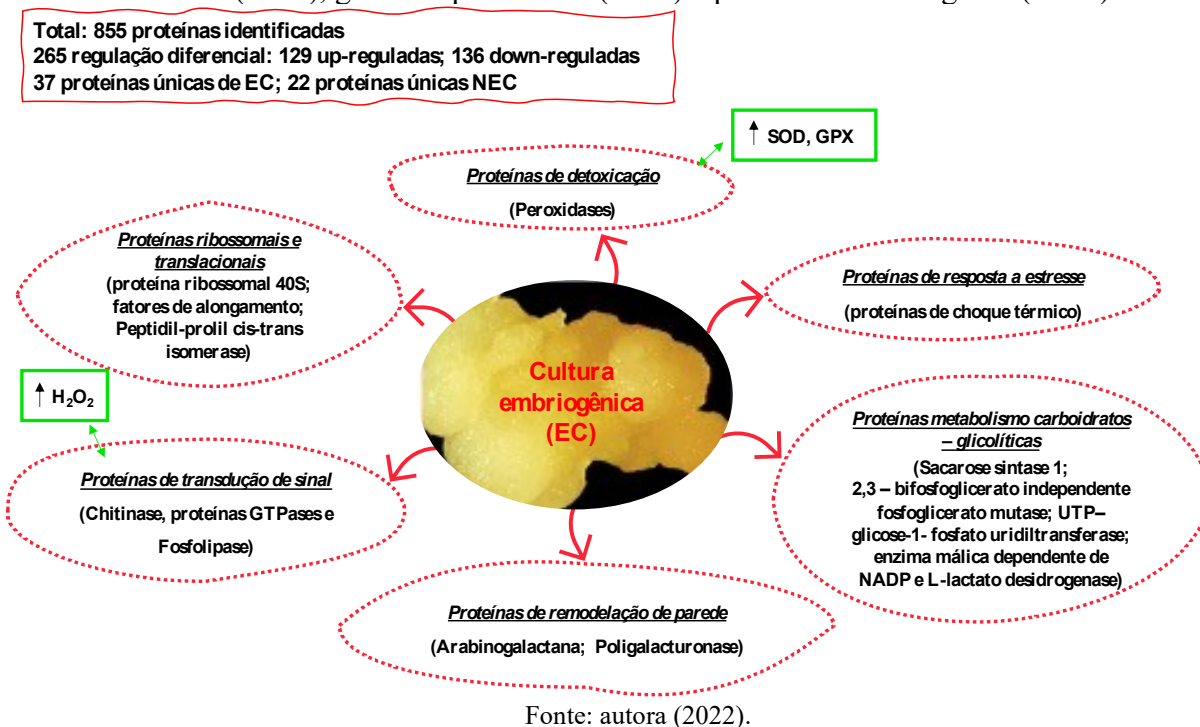 Total: 855 proteínas identificadas
265 regulação diferencial: 129 up-reguladas; 136 down-reguladas
37 proteínas únicas de EC; 22 proteínas únicas NEC
↑ SOD, GPX
Proteínas de detoxicação
(Peroxidases)
Proteínas ribossomais e
translacionais
(proteína ribossomal 40S;
fatores de alongamento;
Peptidil-prolil cis-trans
isomerase)
Proteínas de resposta a estresse
(proteínas de choque térmico)
Cultura
embriogênica
(EC)
↑ H₂O₂
Proteínas de transdução de sinal
(Chitinase, proteínas GTPases e
Fosfolipase)
Proteínas metabolismo carboidratos
– glicolíticas
(Sacarose sintase 1;
2,3 – bifosfoglicerato independente
fosfoglicerato mutase; UTP–
glicose-1- fosfato uridiltransferase;
enzima málica dependente de
NADP e L-lactato desidrogenase)
Proteínas de remodelação de parede
(Arabinogalactana; Poligalacturonase)
Fonte: autora (2022).